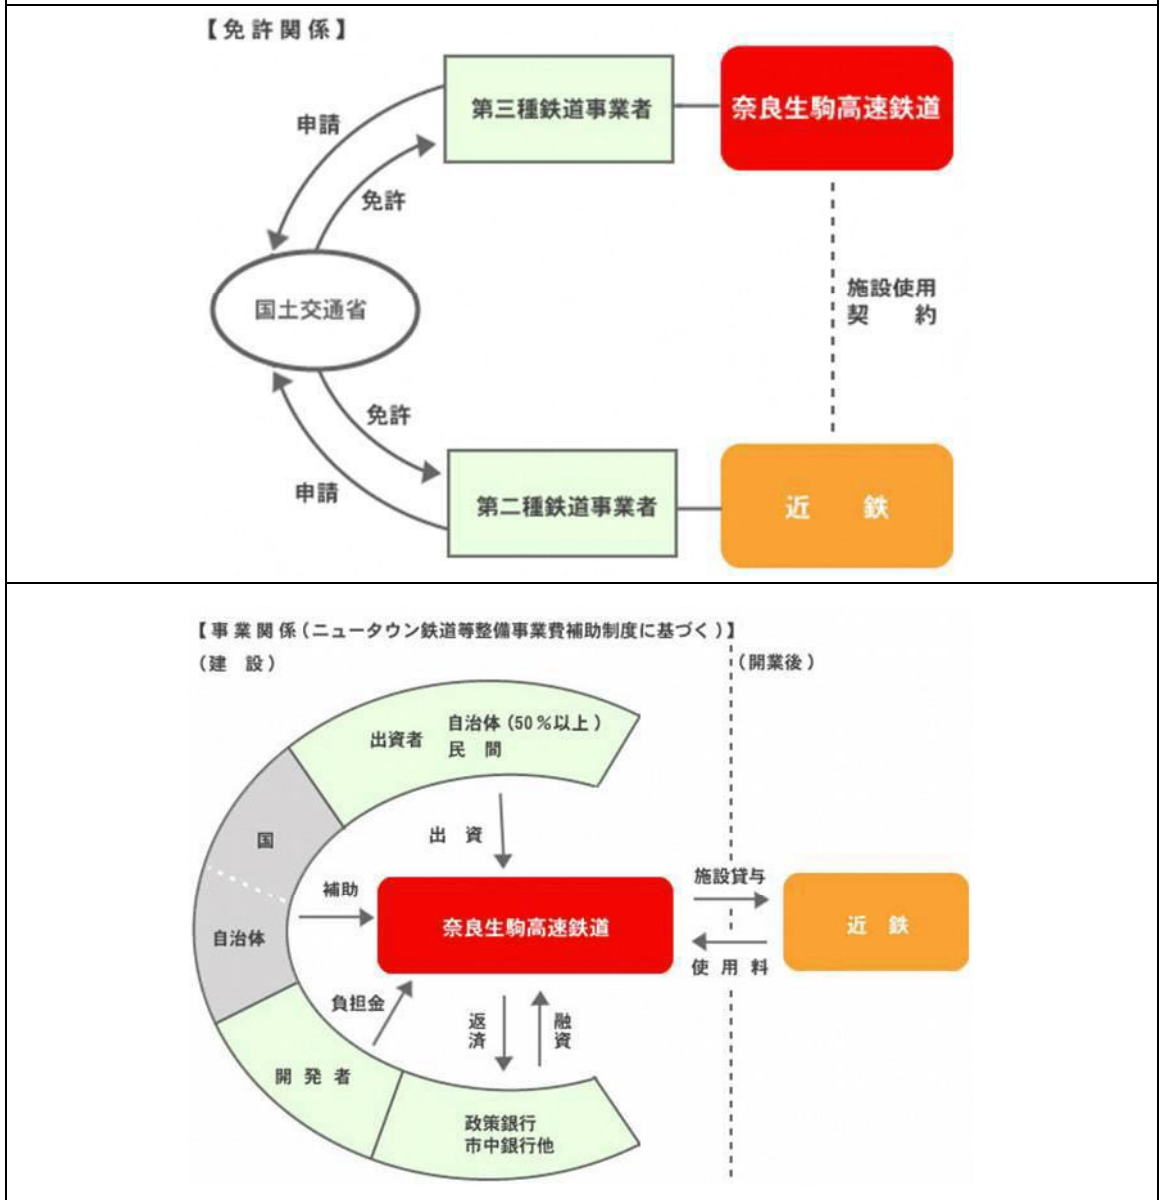 【免許関係】
第三種鉄道事業者
奈良生駒高速鉄道
申請
免許
国土交通省
施設使用
契　　約
免許
申請
第二種鉄道事業者
近　　鉄
【事業関係(ニュータウン鉄道等整備事業費補助制度に基づく)】
(建　設)
(開業後)
出資者
自治体(50%以上)
民　間
国
出　資
補助
施設貸与
奈良生駒高速鉄道
近　鉄
自治体
使 用 料
負担金
返済
融資
開 発 者
政策銀行
市中銀行他